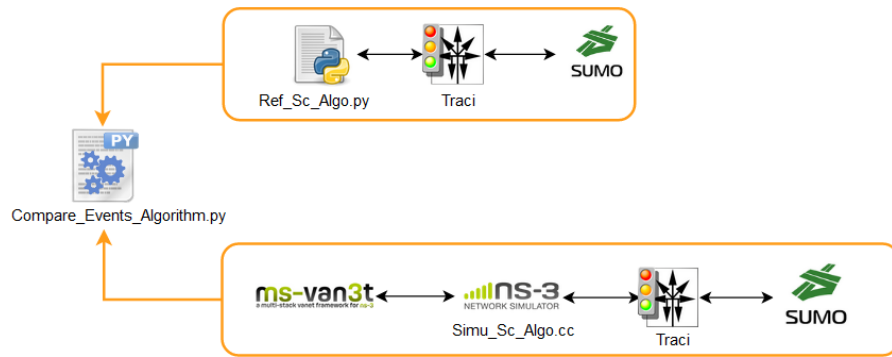 Ref_Sc_Algo.py
Traci
SUMO
PY
Compare_Events_Algorithm.py
ms-van3t
a multi-stack vanet framework for ns-3
NS-3
NETWORK SIMULATOR
Simu_Sc_Algo.cc
Traci
SUMO